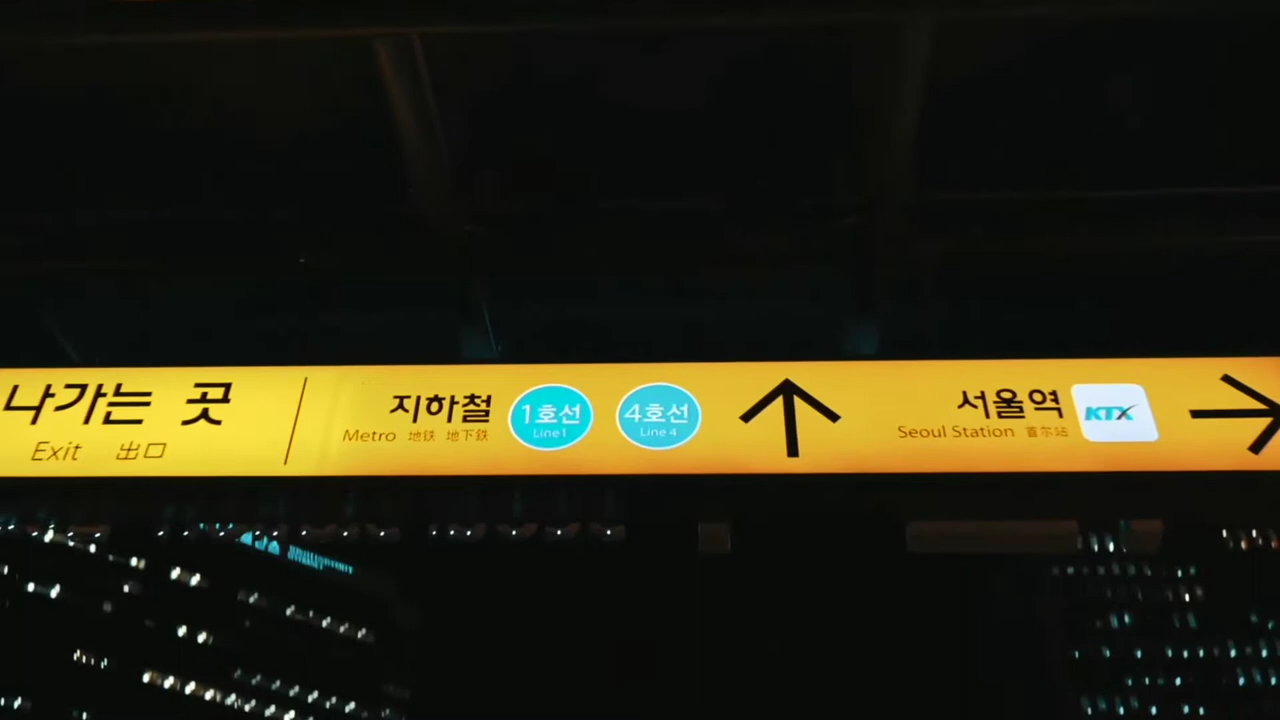 나가는 곳
Exit 出口
지하철
Metro 地铁 地下鉄
1호선
Line 1
4호선
Line 4
서울역
Seoul Station 首尔站
KTX